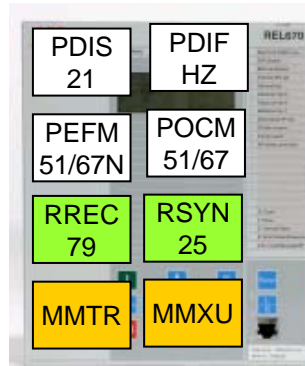 REL670
PDIS
21
PDIF
HZ
PEFM
51/67N
POCM
51/67
RREC
79
RSYN
25
MMTR
MMXU